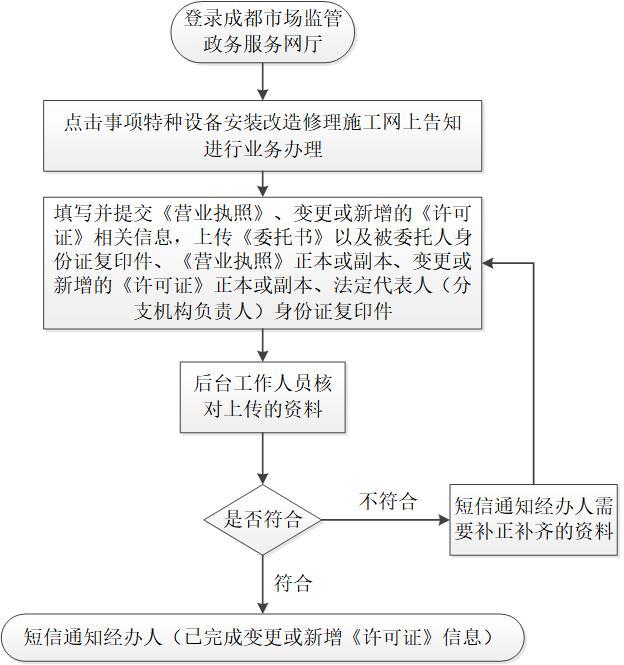 登录成都市场监管
政务服务网厅
点击事项特种设备安装改造修理施工网上告知
进行业务办理
填写并提交《营业执照》、变更或新增的《许可
证》相关信息，上传《委托书》以及被委托人身
份证复印件、《营业执照》正本或副本、变更或
新增的《许可证》正本或副本、法定代表人（分
支机构负责人）身份证复印件
后台工作人员核
对上传的资料
是否符合
不符合
短信通知经办人需
要补正补齐的资料
符合
短信通知经办人（已完成变更或新增《许可证》信息）